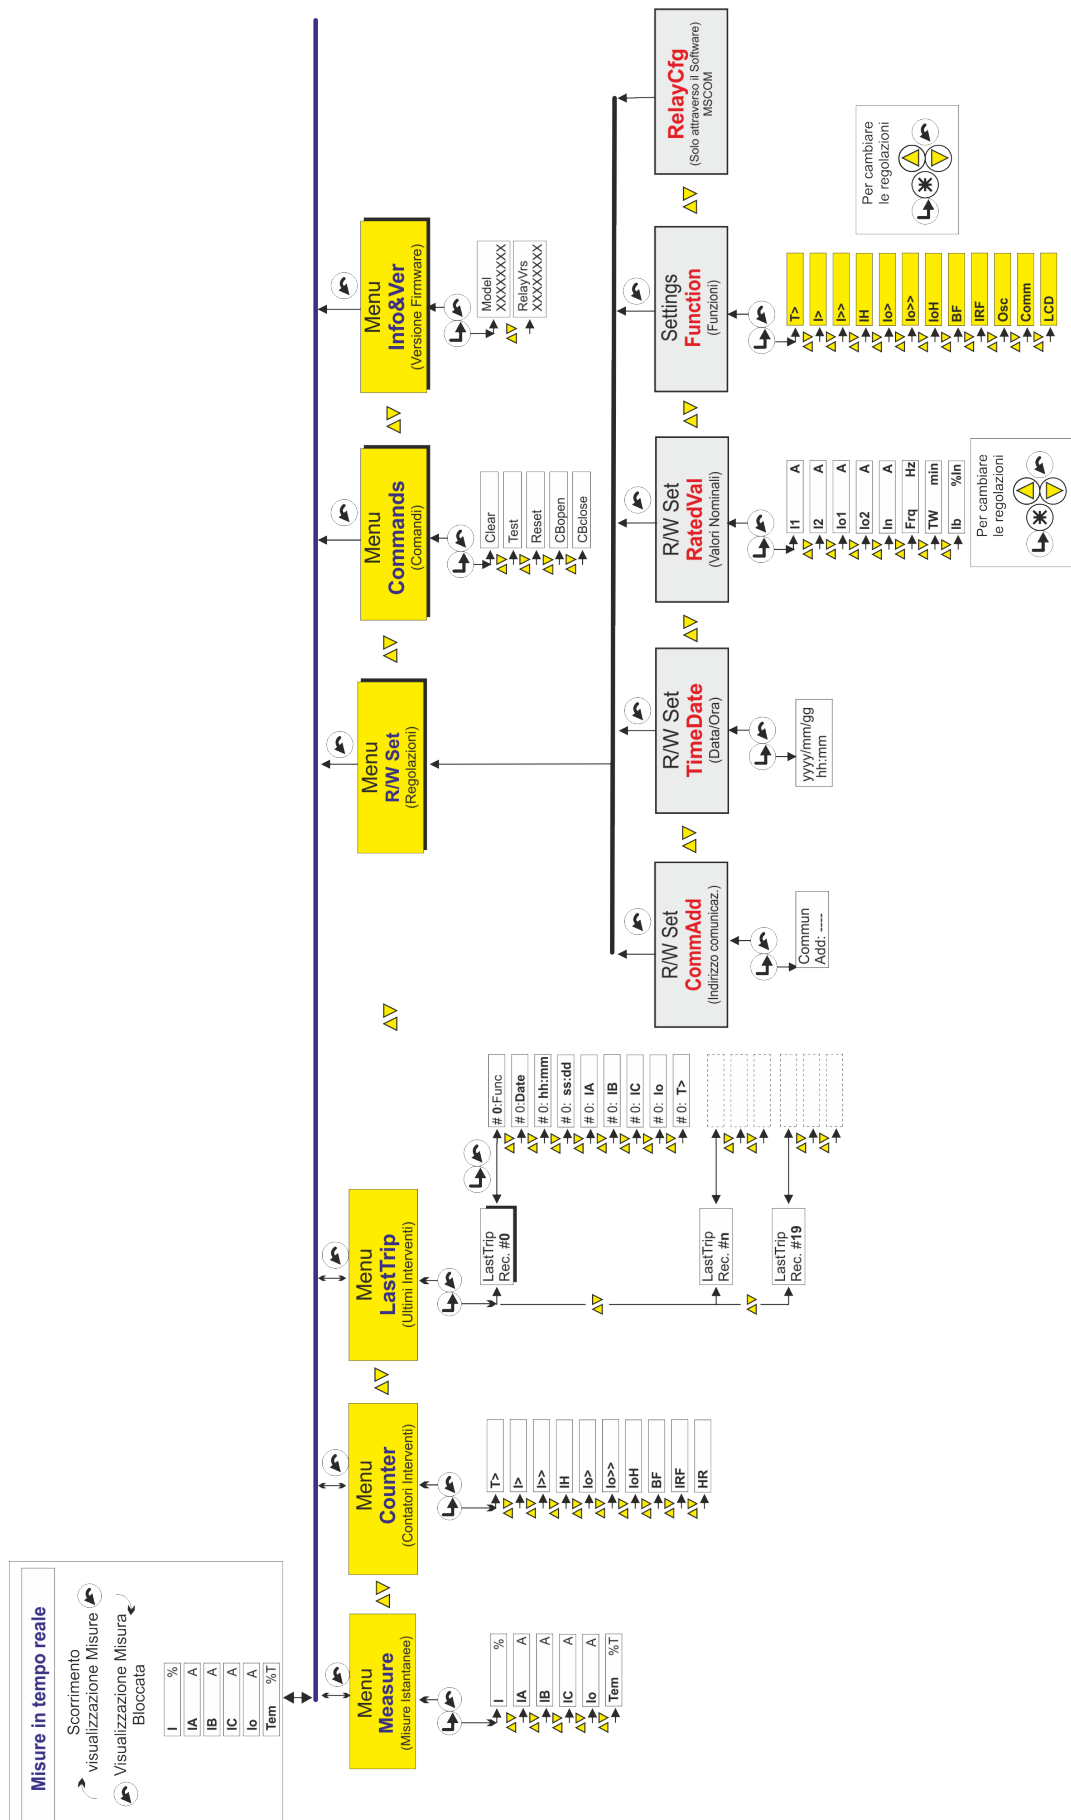 Misure in tempo reale
Scorrimento
visualizzazione Misure
Visualizzazione Misura
Bloccata
I %
IA A
IB A
IC A
Io A
Tem %T
Menu
Measure
(Misure Istantanee)
I %
IA A
IB A
IC A
Io A
Tem %T
Menu
Counter
(Contatori Interventi)
T>
I>
I>>
IH
Io>
Io>>
IoH
BF
IRF
HR
Menu
LastTrip
(Ultimi Interventi)
LastTrip
Rec. #0
# 0:Func
# 0:Date
# 0: hh:mm
# 0: ss:dd
# 0: IA
# 0: IB
# 0: IC
# 0: Io
# 0: T>
LastTrip
Rec. #n
LastTrip
Rec. #19
Menu
R/W Set
(Regolazioni)
Menu
Commands
(Comandi)
Clear
Test
Reset
CBopen
CBclose
Menu
Info&Ver
(Versione Firmware)
Model
XXXXXXXX
RelayVrs
XXXXXXXX
R/W Set
CommAdd
(Indirizzo comunicaz.)
Commun
Add: ----
R/W Set
TimeDate
(Data/Ora)
yyyy/mm/gg
hh:mm
R/W Set
RatedVal
(Valori Nominali)
I1 A
I2 A
Io1 A
Io2 A
In A
Frq Hz
TW min
Ib %In
Per cambiare
le regolazioni
Settings
Function
(Funzioni)
T>
I>
I>>
IH
Io>
Io>>
IoH
BF
IRF
Osc
Comm
LCD
Per cambiare
le regolazioni
RelayCfg
(Solo attraverso il Software)
MSCOM